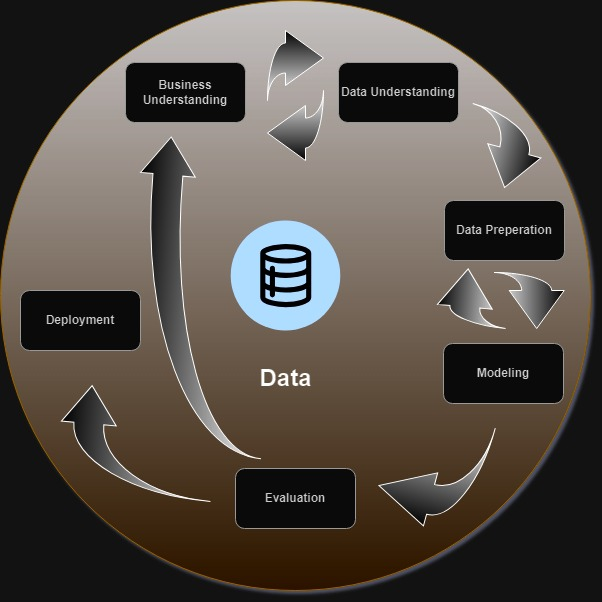 Business
Understanding
Data Understanding
Data Preperation
Deployment
Modeling
Data
Evaluation